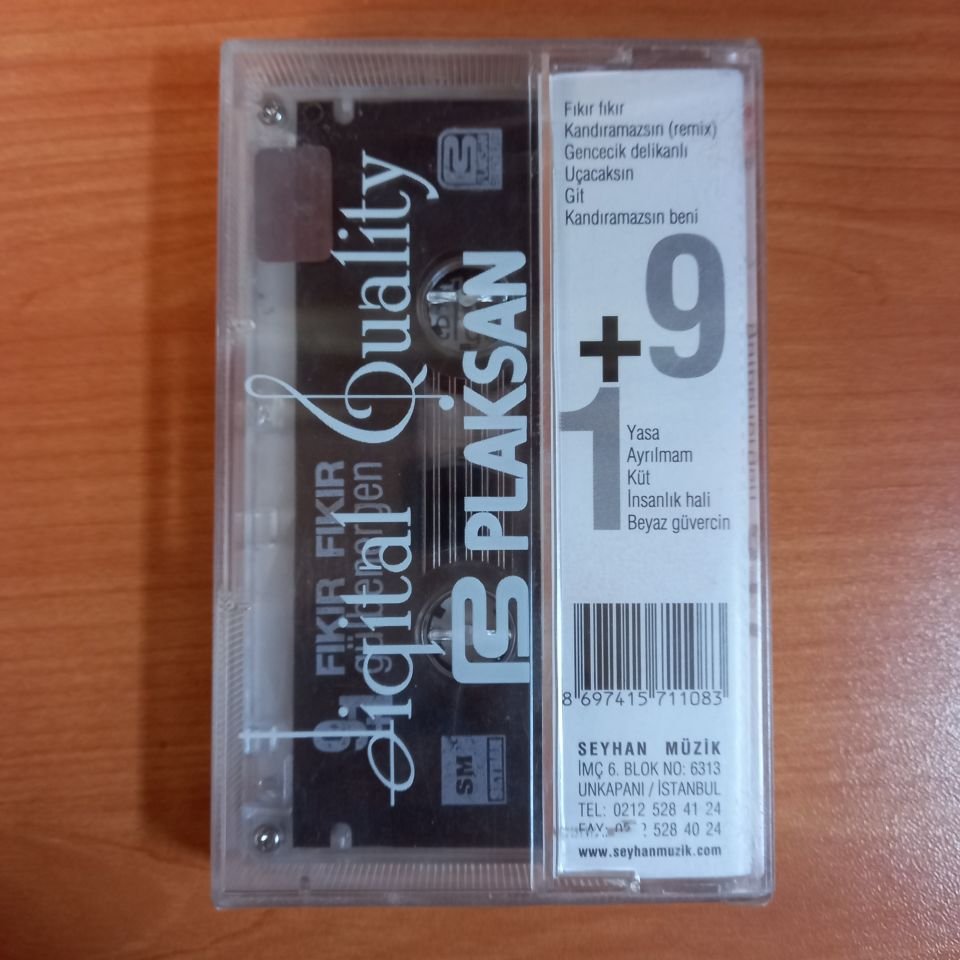 Fıkır fıkır
Kandıramazsın (remix)
Gencecik delikanlı
Uçacaksın
Git
Kandıramazsın beni
9
+
1
Yasa
Ayrılmam
Küt
İnsanlık hali
Beyaz güvercin
8 697415 711083
SEYHAN MÜZİK
İMÇ 6. BLOK NO: 6313
UNKAPANI / İSTANBUL
TEL: 0212 528 41 24
528 40 24
www.seyhanmuzik.com
Digital Quality
PLAKSAN
FIKIR FIKIR
gülben ergen
SM